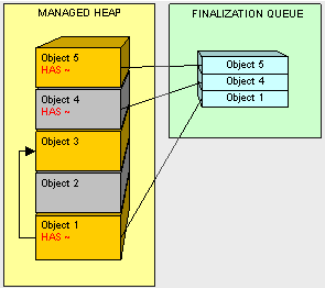 MANAGED HEAP
Object 5
HAS ~
Object 4
HAS ~
Object 3
Object 2
Object 1
HAS ~
FINALIZATION QUEUE
Object 5
Object 4
Object 1